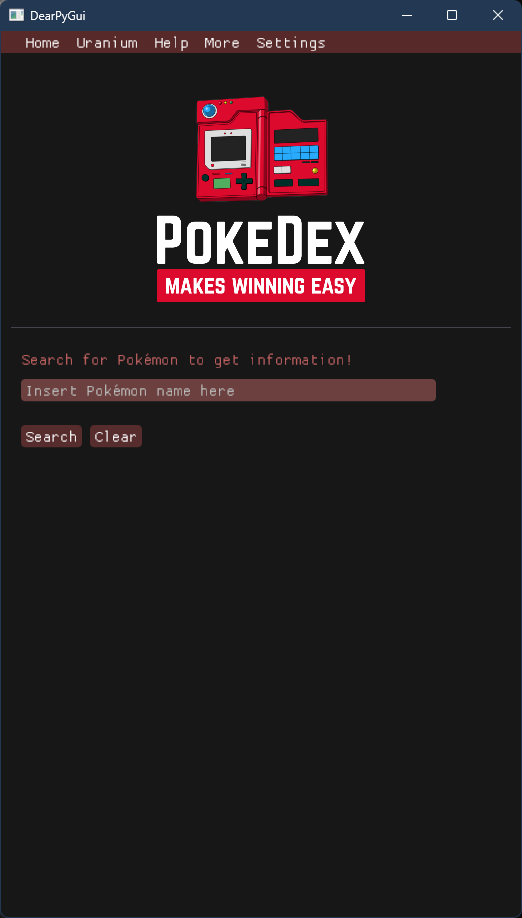 DearPyGui
Home Uranium Help More Settings
POKEDEX
MAKES WINNING EASY
Search for Pokémon to get information!
Insert Pokémon name here
Search Clear